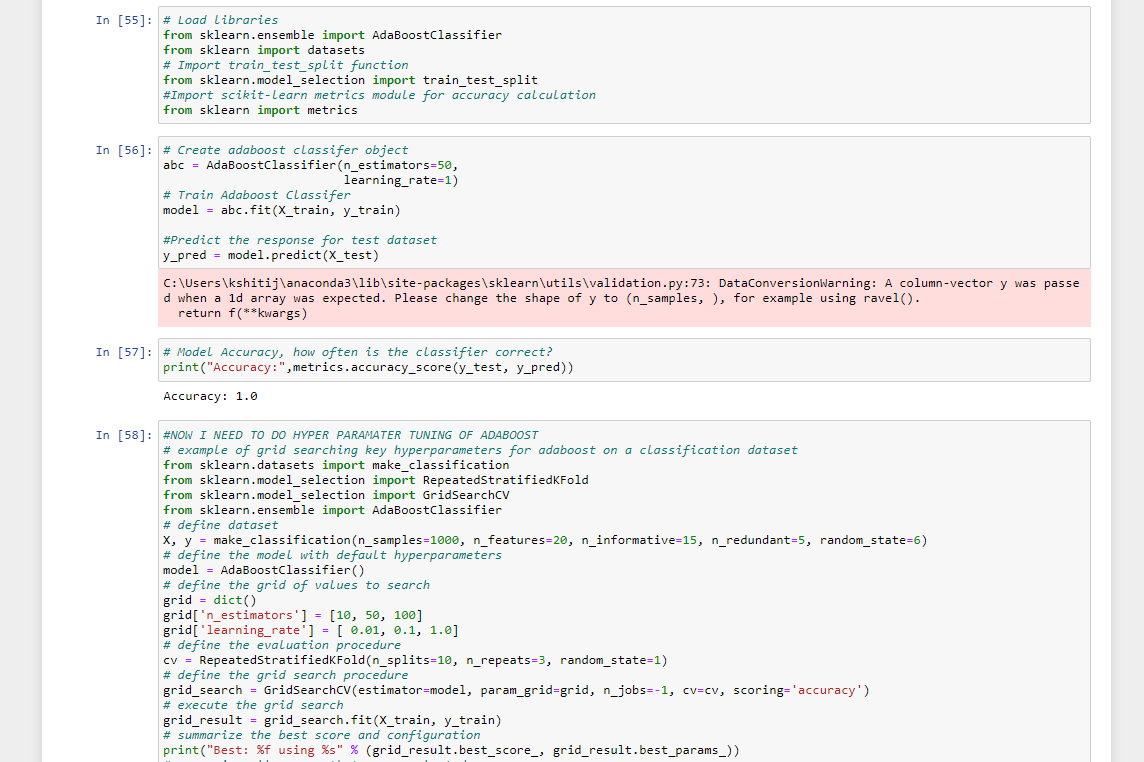 In [55]: # Load libraries
from sklearn.ensemble import AdaBoostClassifier
from sklearn import datasets
# Import train_test_split function
from sklearn.model_selection import train_test_split
#Import scikit-learn metrics module for accuracy calculation
from sklearn import metrics
In [56]: # Create adaboost classifer object
abc = AdaBoostClassifier(n_estimators=50,
learning_rate=1)
# Train Adaboost Classifer
model = abc.fit(X_train, y_train)
#Predict the response for test dataset
y_pred = model.predict(X_test)
C:\Users\kshitij\anaconda3\lib\site-packages\sklearn\utils\validation.py:73: DataConversionWarning: A column-vector y was passe
d when a 1d array was expected. Please change the shape of y to (n_samples, ), for example using ravel().
return f(**kwargs)
In [57]: # Model Accuracy, how often is the classifier correct?
print("Accuracy:",metrics.accuracy_score(y_test, y_pred))
Accuracy: 1.0
In [58]: #NOW I NEED TO DO HYPER PARAMATER TUNING OF ADABOOST
# example of grid searching key hyperparameters for adaboost on a classification dataset
from sklearn.datasets import make_classification
from sklearn.model_selection import RepeatedStratifiedKFold
from sklearn.model_selection import GridSearchCV
from sklearn.ensemble import AdaBoostClassifier
# define dataset
X, y = make_classification(n_samples=1000, n_features=20, n_informative=15, n_redundant=5, random_state=6)
# define the model with default hyperparameters
model = AdaBoostClassifier()
# define the grid of values to search
grid = dict()
grid['n_estimators'] = [10, 50, 100]
grid['learning_rate'] = [ 0.01, 0.1, 1.0]
# define the evaluation procedure
cv = RepeatedStratifiedKFold(n_splits=10, n_repeats=3, random_state=1)
# define the grid search procedure
grid_search = GridSearchCV(estimator=model, param_grid=grid, n_jobs=-1, cv=cv, scoring='accuracy')
# execute the grid search
grid_result = grid_search.fit(X_train, y_train)
# summarize the best score and configuration
print("Best: %f using %s" % (grid_result.best_score_, grid_result.best_params_))